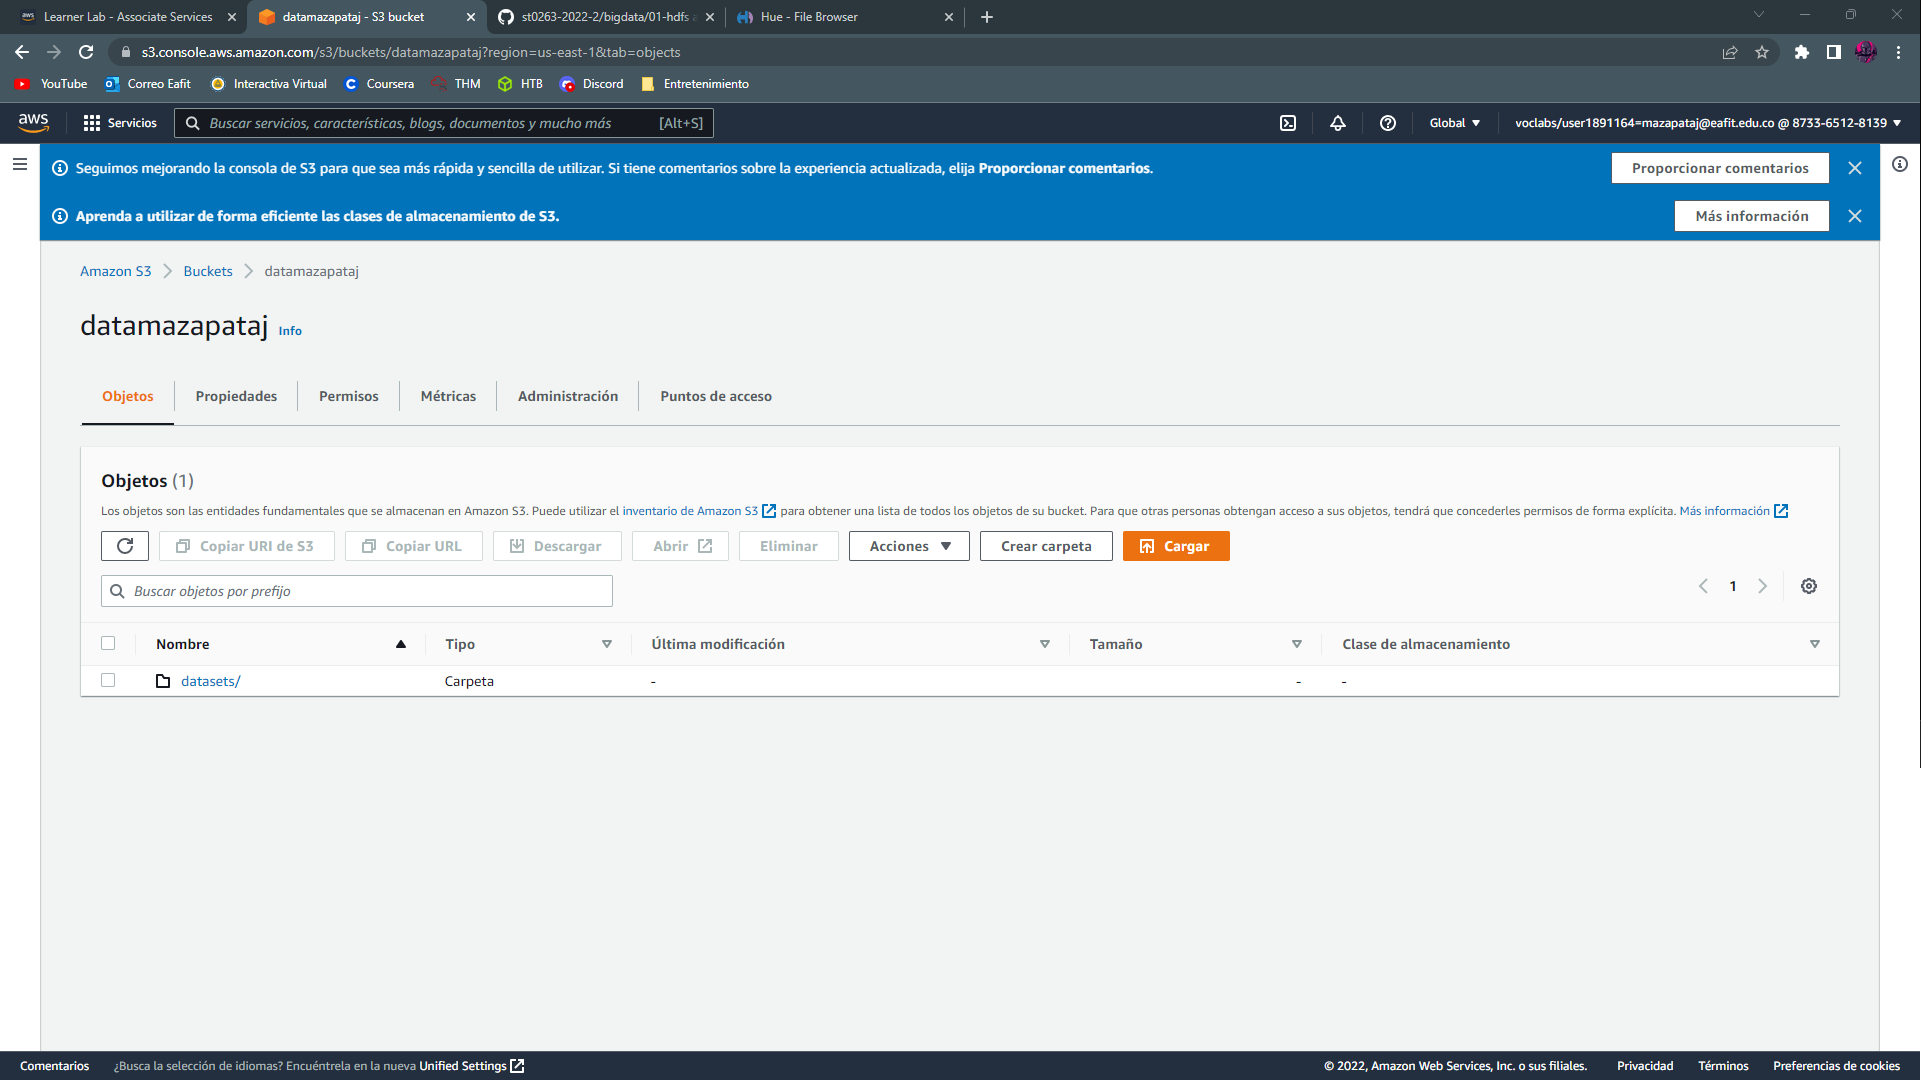 Learner Lab - Associate Services
datamazapataj - S3 bucket
st0263-2022-2/bigdata/01-hdfs
Hue - File Browser
s3.console.aws.amazon.com/s3/buckets/datamazapataj?region=us-east-1&tab=objects
YouTube
Correo Eafit
Interactiva Virtual
Coursera
THM
HTB
Discord
Entretenimiento
aws
Servicios
Buscar servicios, características, blogs, documentos y mucho más
[Alt+S]
Global
voclabs/user1891164=mazapataj@eafit.edu.co @ 8733-6512-8139
Seguimos mejorando la consola de S3 para que sea más rápida y sencilla de utilizar. Si tiene comentarios sobre la experiencia actualizada, elija Proporcionar comentarios.
Proporcionar comentarios
Aprenda a utilizar de forma eficiente las clases de almacenamiento de S3.
Más información
Amazon S3
Buckets
datamazapataj
datamazapataj
Info
Objetos
Propiedades
Permisos
Métricas
Administración
Puntos de acceso
Objetos (1)
Los objetos son las entidades fundamentales que se almacenan en Amazon S3. Puede utilizar el inventario de Amazon S3 para obtener una lista de todos los objetos de su bucket. Para que otras personas obtengan acceso a sus objetos, tendrá que concederles permisos de forma explícita. Más información
Copiar URI de S3
Copiar URL
Descargar
Abrir
Eliminar
Acciones
Crear carpeta
Cargar
Buscar objetos por prefijo
1
Nombre
Tipo
Última modificación
Tamaño
Clase de almacenamiento
datasets/
Carpeta
-
-
-
Comentarios
¿Busca la selección de idiomas? Encuéntrela en la nueva Unified Settings
© 2022, Amazon Web Services, Inc. o sus filiales.
Privacidad
Términos
Preferencias de cookies